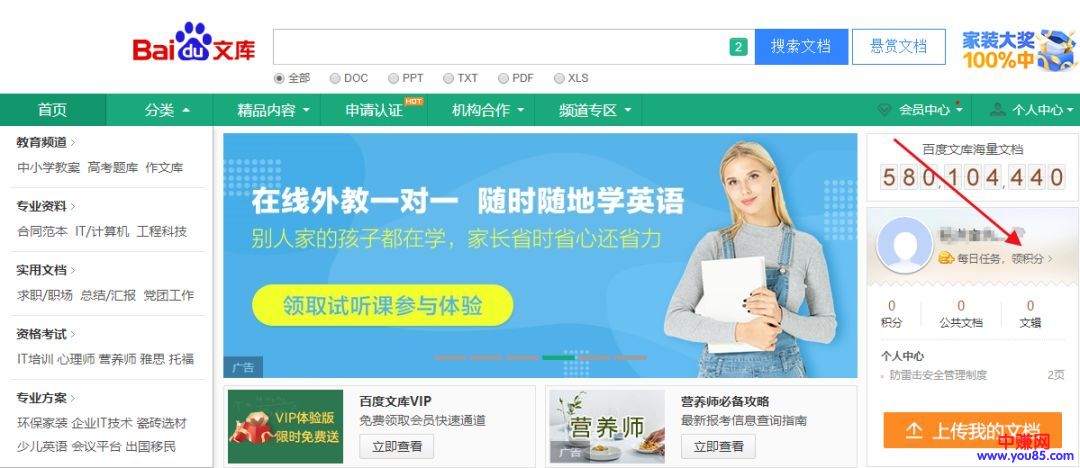 Bai du 文库
2
搜索文档
悬赏文档
家装大奖
100%中
全部 DOC PPT TXT PDF XLS
首页 分类 精品内容 申请认证 HOT 机构合作 频道专区 会员中心 个人中心
教育频道
中小学教案 高考题库 作文库
专业资料
合同范本 IT/计算机 工程科技
实用文档
求职/职场 总结/汇报 党团工作
资格考试
IT培训 心理师 营养师 雅思 托福
专业方案
环保家装 企业IT技术 瓷砖选材
少儿英语 会议平台 出国移民
在线外教一对一 随时随地学英语
别人家的孩子都在学，家长省时省心还省力
领取试听课参与体验
广告
VIP体验版
限时免费送
百度文库VIP
免费领取会员快速通道
立即查看
营养师
广告
营养师必备攻略
最新报考信息查询指南
立即查看
百度文库海量文档
580,104,440
每日任务，领积分
0 0 0
积分 公共文档 文辑
个人中心
防雷击安全管理制度 2页
上传我的文档
中赚网
www.you85.com